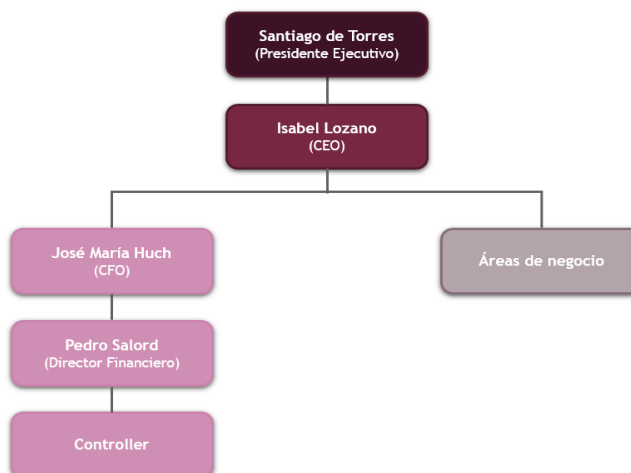 Santiago de Torres
(Presidente Ejecutivo)
Isabel Lozano
(CEO)
José María Huch
(CFO)
Áreas de negocio
Pedro Salord
(Director Financiero)
Controller